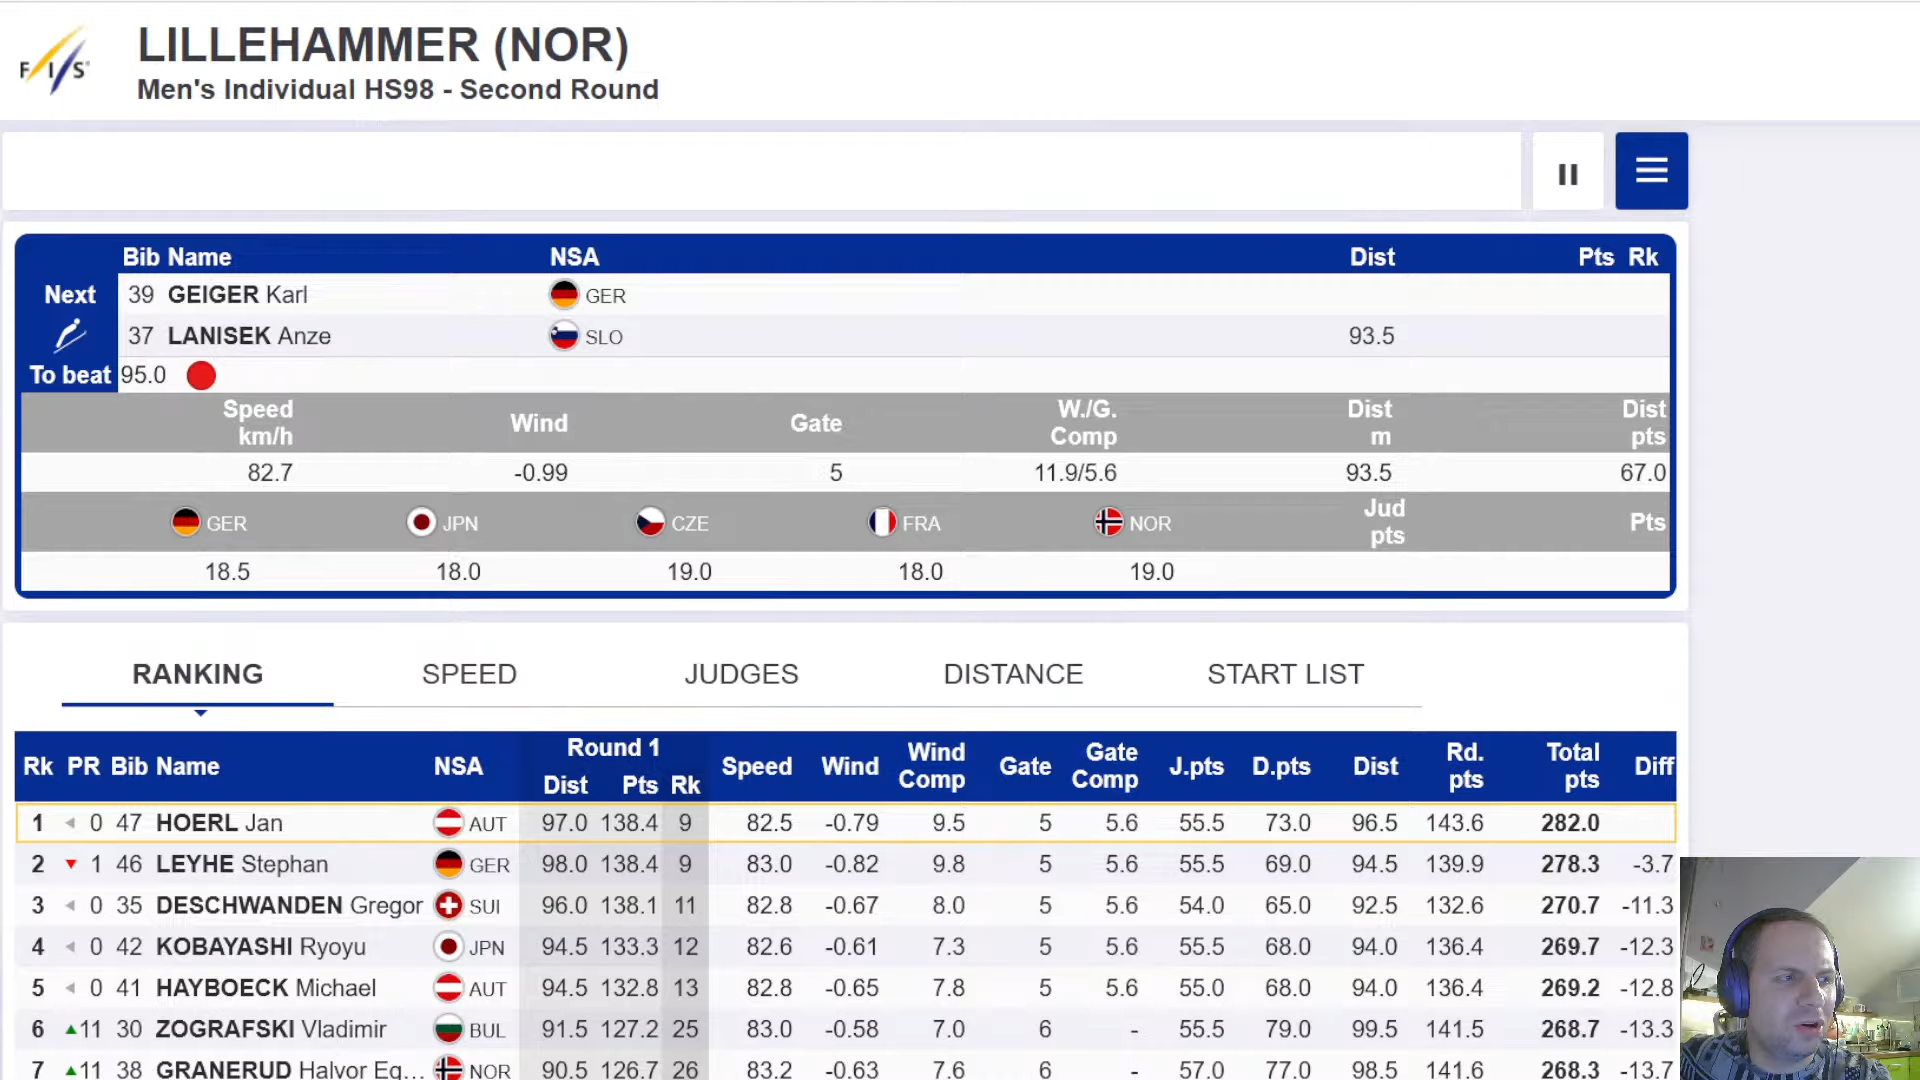 FIS
LILLEHAMMER (NOR)
Men's Individual HS98 - Second Round
Bib Name NSA Dist Pts Rk
Next 39 GEIGER Karl GER
37 LANISEK Anze SLO 93.5
To beat 95.0
Speed km/h Wind Gate W./G. Comp Dist m Dist pts
82.7 -0.99 5 11.9/5.6 93.5 67.0
GER JPN CZE FRA NOR Jud pts Pts
18.5 18.0 19.0 18.0 19.0
RANKING SPEED JUDGES DISTANCE START LIST
Rk PR Bib Name NSA Round 1 Dist Pts Rk Speed Wind Wind Comp Gate Gate Comp J.pts D.pts Dist Rd. pts Total pts Diff
1 0 47 HOERL Jan AUT 97.0 138.4 9 82.5 -0.79 9.5 5 5.6 55.5 73.0 96.5 143.6 282.0
2 1 46 LEYHE Stephan GER 98.0 138.4 9 83.0 -0.82 9.8 5 5.6 55.5 69.0 94.5 139.9 278.3 -3.7
3 0 35 DESCHWANDEN Gregor SUI 96.0 138.1 11 82.8 -0.67 8.0 5 5.6 54.0 65.0 92.5 132.6 270.7 -11.3
4 0 42 KOBAYASHI Ryoyu JPN 94.5 133.3 12 82.6 -0.61 7.3 5 5.6 55.5 68.0 94.0 136.4 269.7 -12.3
5 0 41 HAYBOECK Michael AUT 94.5 132.8 13 82.8 -0.65 7.8 5 5.6 55.0 68.0 94.0 136.4 269.2 -12.8
6 11 30 ZOGRAFSKI Vladimir BUL 91.5 127.2 25 83.0 -0.58 7.0 6 - 55.5 79.0 99.5 141.5 268.7 -13.3
7 11 38 GRANERUD Halvor Eg... NOR 90.5 126.7 26 83.2 -0.63 7.6 6 - 57.0 77.0 98.5 141.6 268.3 -13.7